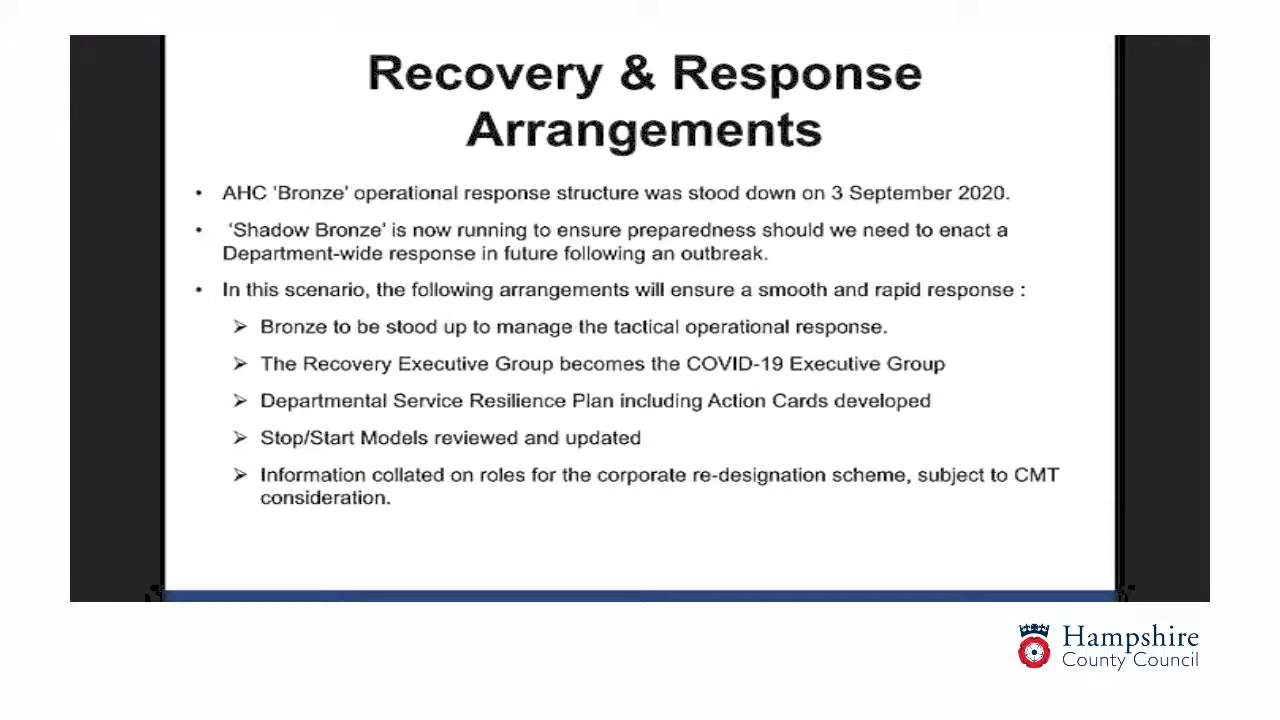 Recovery & Response
Arrangements
• AHC 'Bronze' operational response structure was stood down on 3 September 2020.
• 'Shadow Bronze' is now running to ensure preparedness should we need to enact a
Department-wide response in future following an outbreak.
• In this scenario, the following arrangements will ensure a smooth and rapid response :
➢ Bronze to be stood up to manage the tactical operational response.
➢ The Recovery Executive Group becomes the COVID-19 Executive Group
➢ Departmental Service Resilience Plan including Action Cards developed
➢ Stop/Start Models reviewed and updated
➢ Information collated on roles for the corporate re-designation scheme, subject to CMT
consideration.
Hampshire
County Council